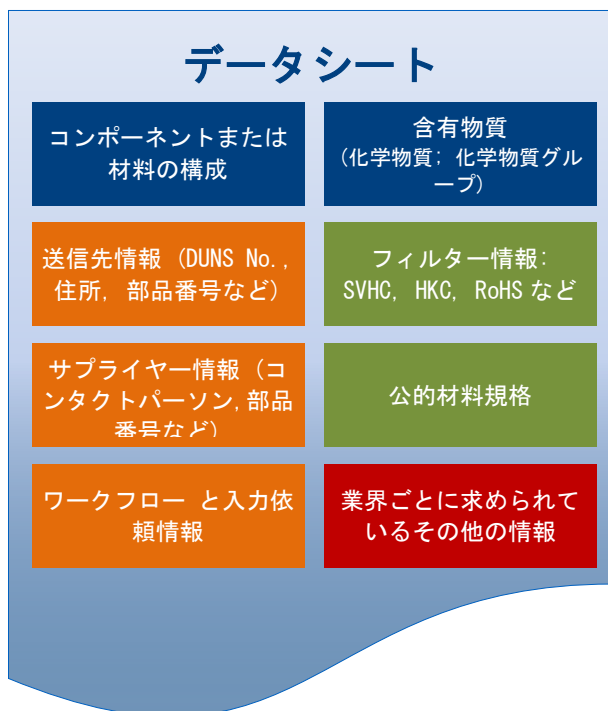 データシート
コンポーネントまたは
材料の構成
含有物質
(化学物質; 化学物質グル
ープ)
送信先情報 (DUNS No.,
住所, 部品番号など)
フィルター情報:
SVHC, HKC, RoHS など
サプライヤー情報 (コ
ンタクトパーソン, 部品
番号など)
公的材料規格
ワークフロー と入力依
頼情報
業界ごとに求められて
いるその他の情報